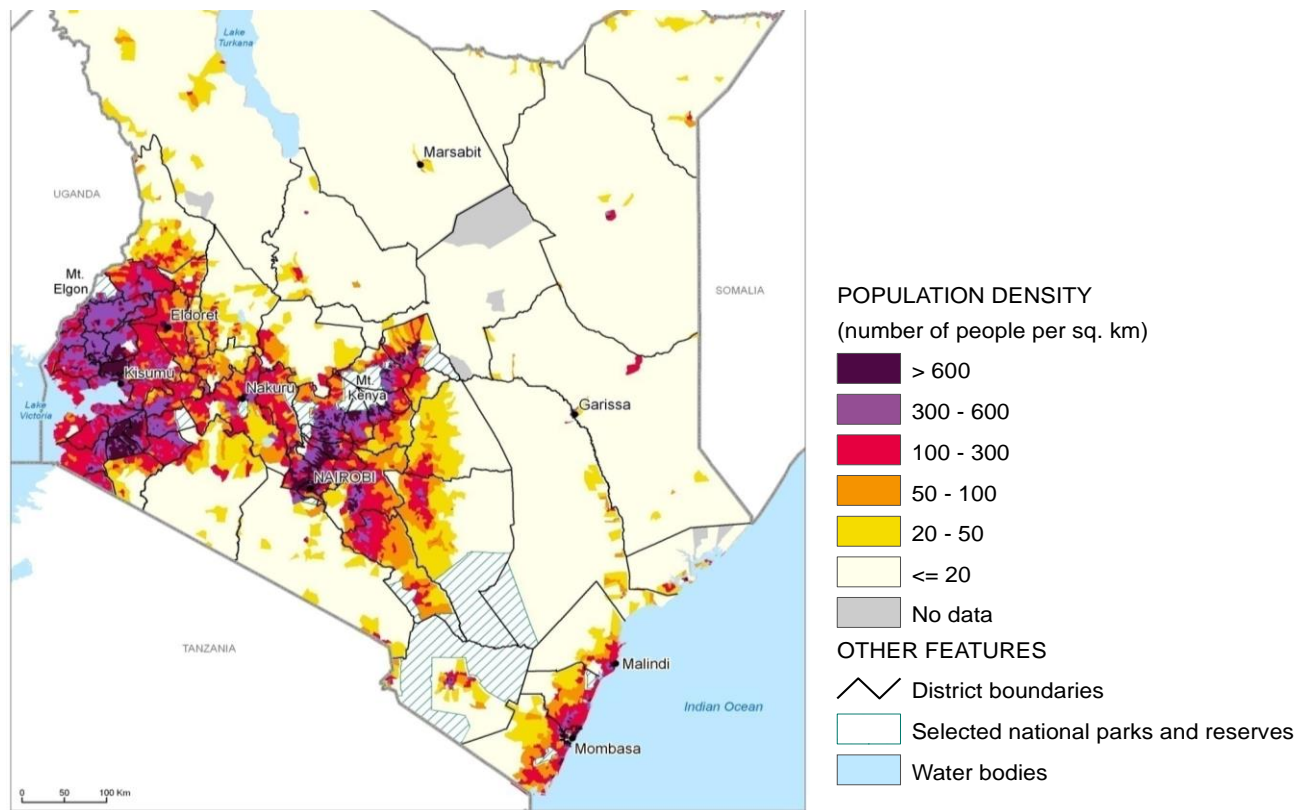 Lake
Turkana
Marsabit
UGANDA
Mt.
Elgon
SOMALIA
Eldoret
Kisumu
Nakuru
Mt.
Kenya
Lake
Victoria
Garissa
NAIROBI
TANZANIA
Malindi
Indian Ocean
Mombasa
0 50 100 Km
POPULATION DENSITY
(number of people per sq. km)
> 600
300 - 600
100 - 300
50 - 100
20 - 50
<= 20
No data
OTHER FEATURES
District boundaries
Selected national parks and reserves
Water bodies